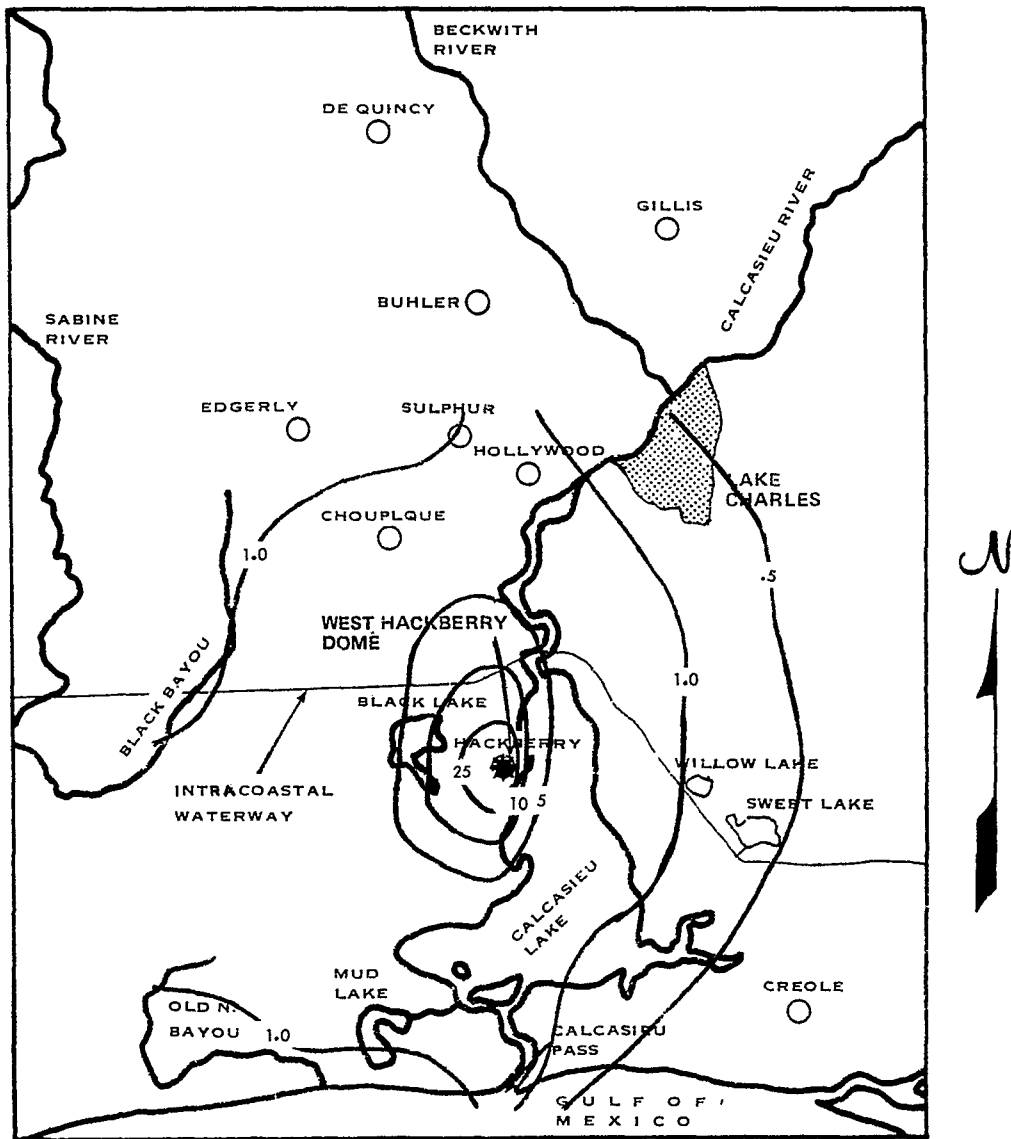 BECKWITH
RIVER
DE QUINCY
GILLIS
CALCASIEU RIVER
BUHLER
SABINE
RIVER
EDGERLY
SULPHUR
HOLLYWOOD
LAKE
CHARLES
CHOUPLQUE
1.0
.5
N
WEST HACKBERRY
DOME
BLACK BAYOU
1.0
BLACK LAKE
HACKBERRY
25
WILLOW LAKE
INTRACOASTAL
WATERWAY
10
5
SWEET LAKE
CALCASIEU
LAKE
MUD
LAKE
CREOLE
OLD N.
BAYOU
1.0
CALCASIEU
PASS
GULF OF
MEXICO